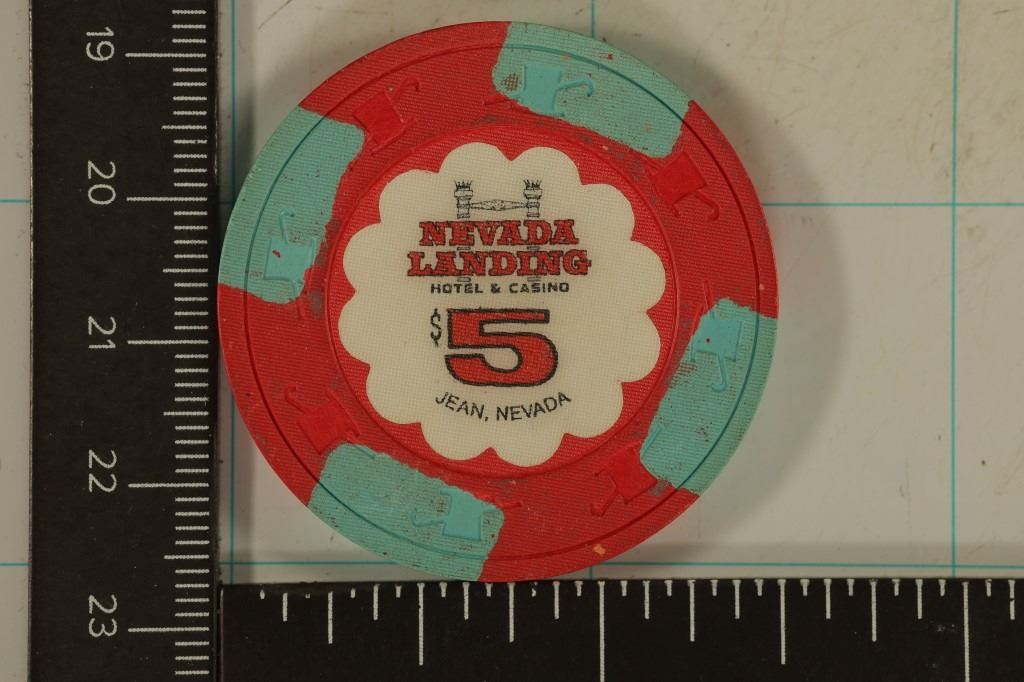 19
20
21
22
23
NEVADA
LANDING
HOTEL & CASINO
$5
JEAN, NEVADA